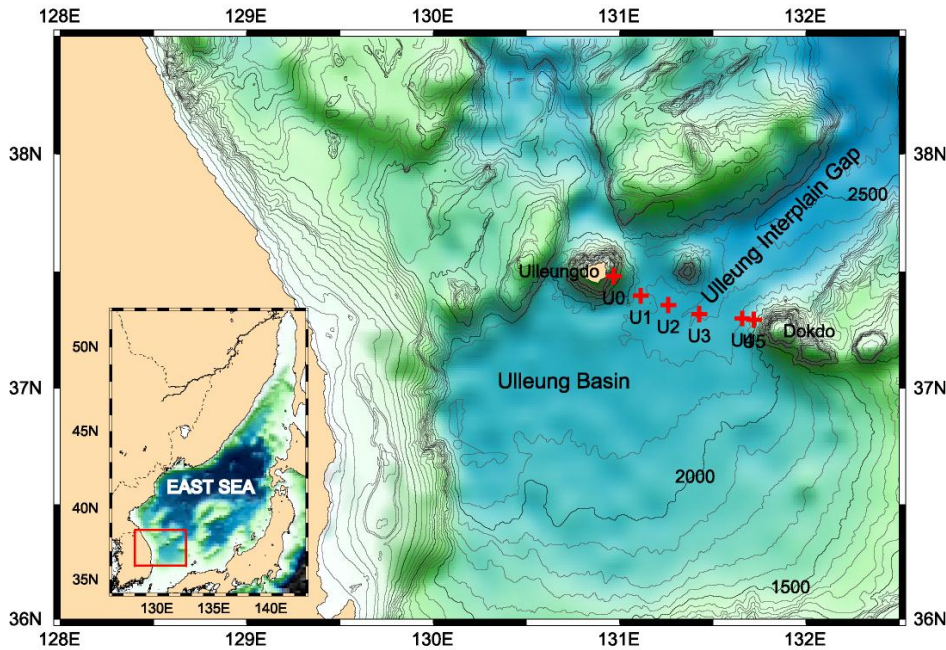 128E 129E 130E 131E 132E
38N 38N
Ulleung Interplain Gap
2500
Ulleungdo
U0
U1
U2
U3
U4
U5
Dokdo
37N 37N
Ulleung Basin
2000
1500
50N
45N
40N
35N
EAST SEA
130E 135E 140E
36N 36N
128E 129E 130E 131E 132E